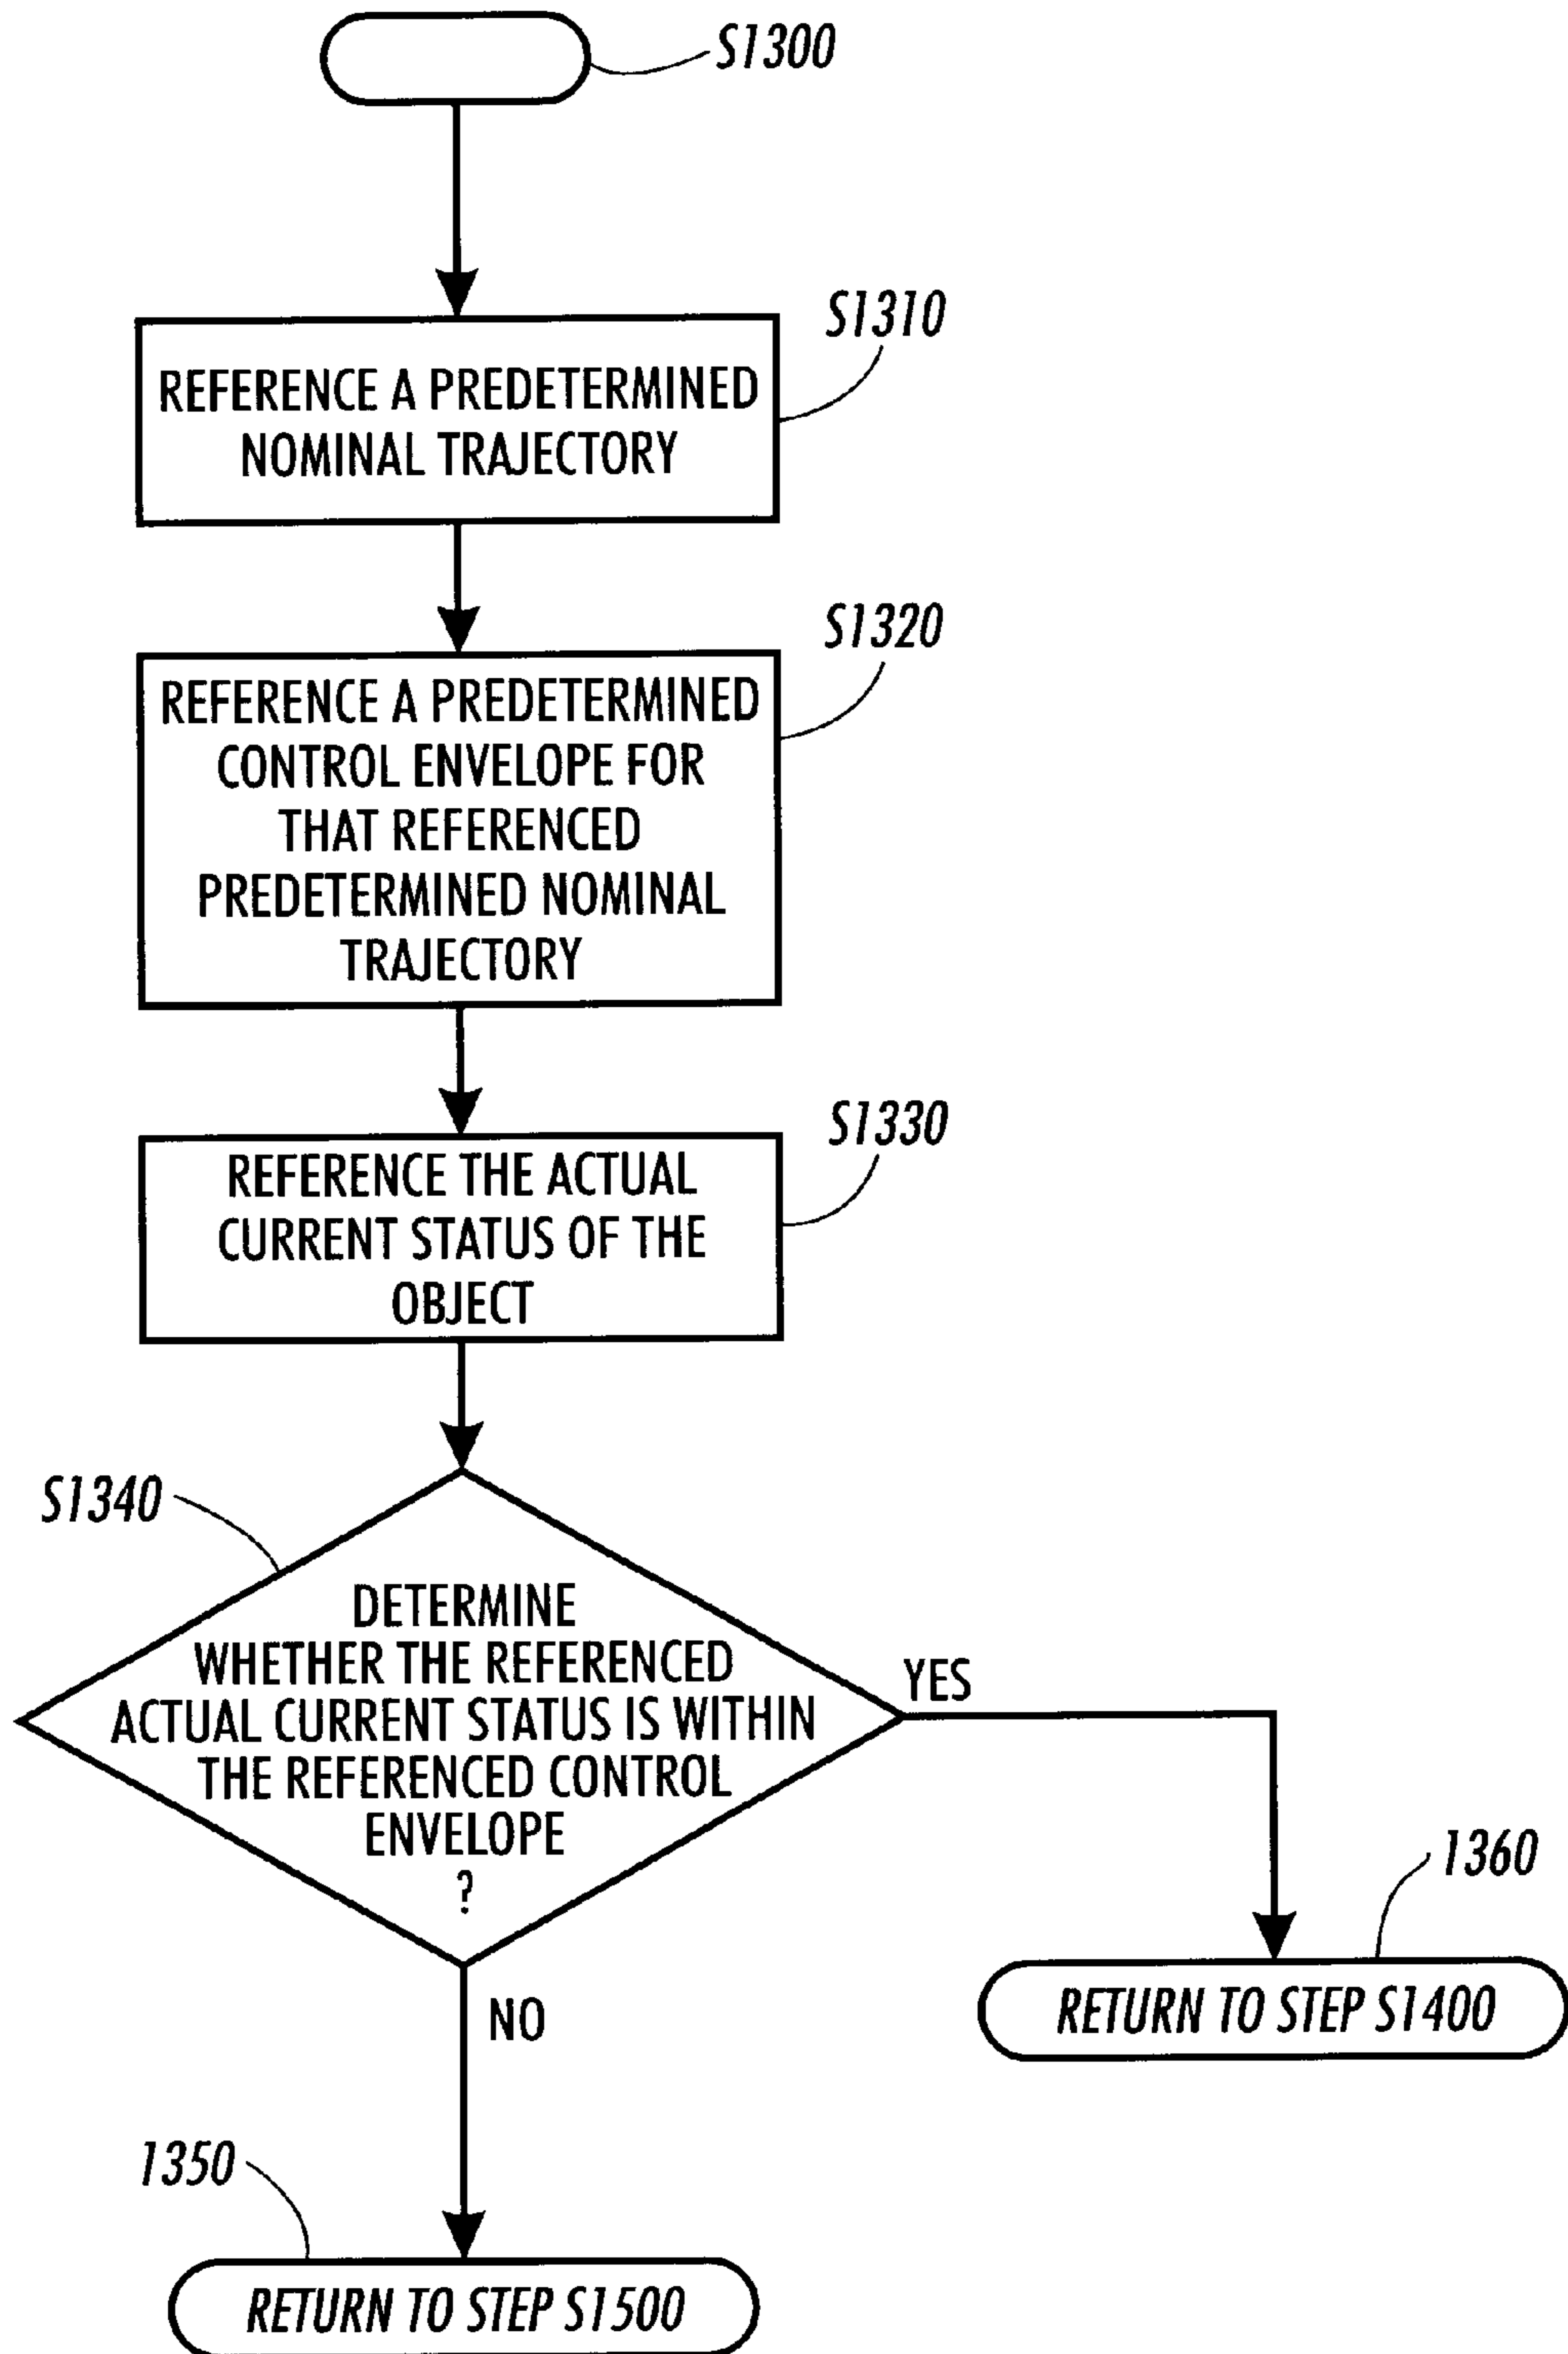 S1300
S1310
REFERENCE A PREDETERMINED
NOMINAL TRAJECTORY
S1320
REFERENCE A PREDETERMINED
CONTROL ENVELOPE FOR
THAT REFERENCED
PREDETERMINED NOMINAL
TRAJECTORY
S1330
REFERENCE THE ACTUAL
CURRENT STATUS OF THE
OBJECT
S1340
DETERMINE
WHETHER THE REFERENCED
ACTUAL CURRENT STATUS IS WITHIN
THE REFERENCED CONTROL
ENVELOPE
?
YES
1360
RETURN TO STEP S1400
NO
1350
RETURN TO STEP S1500